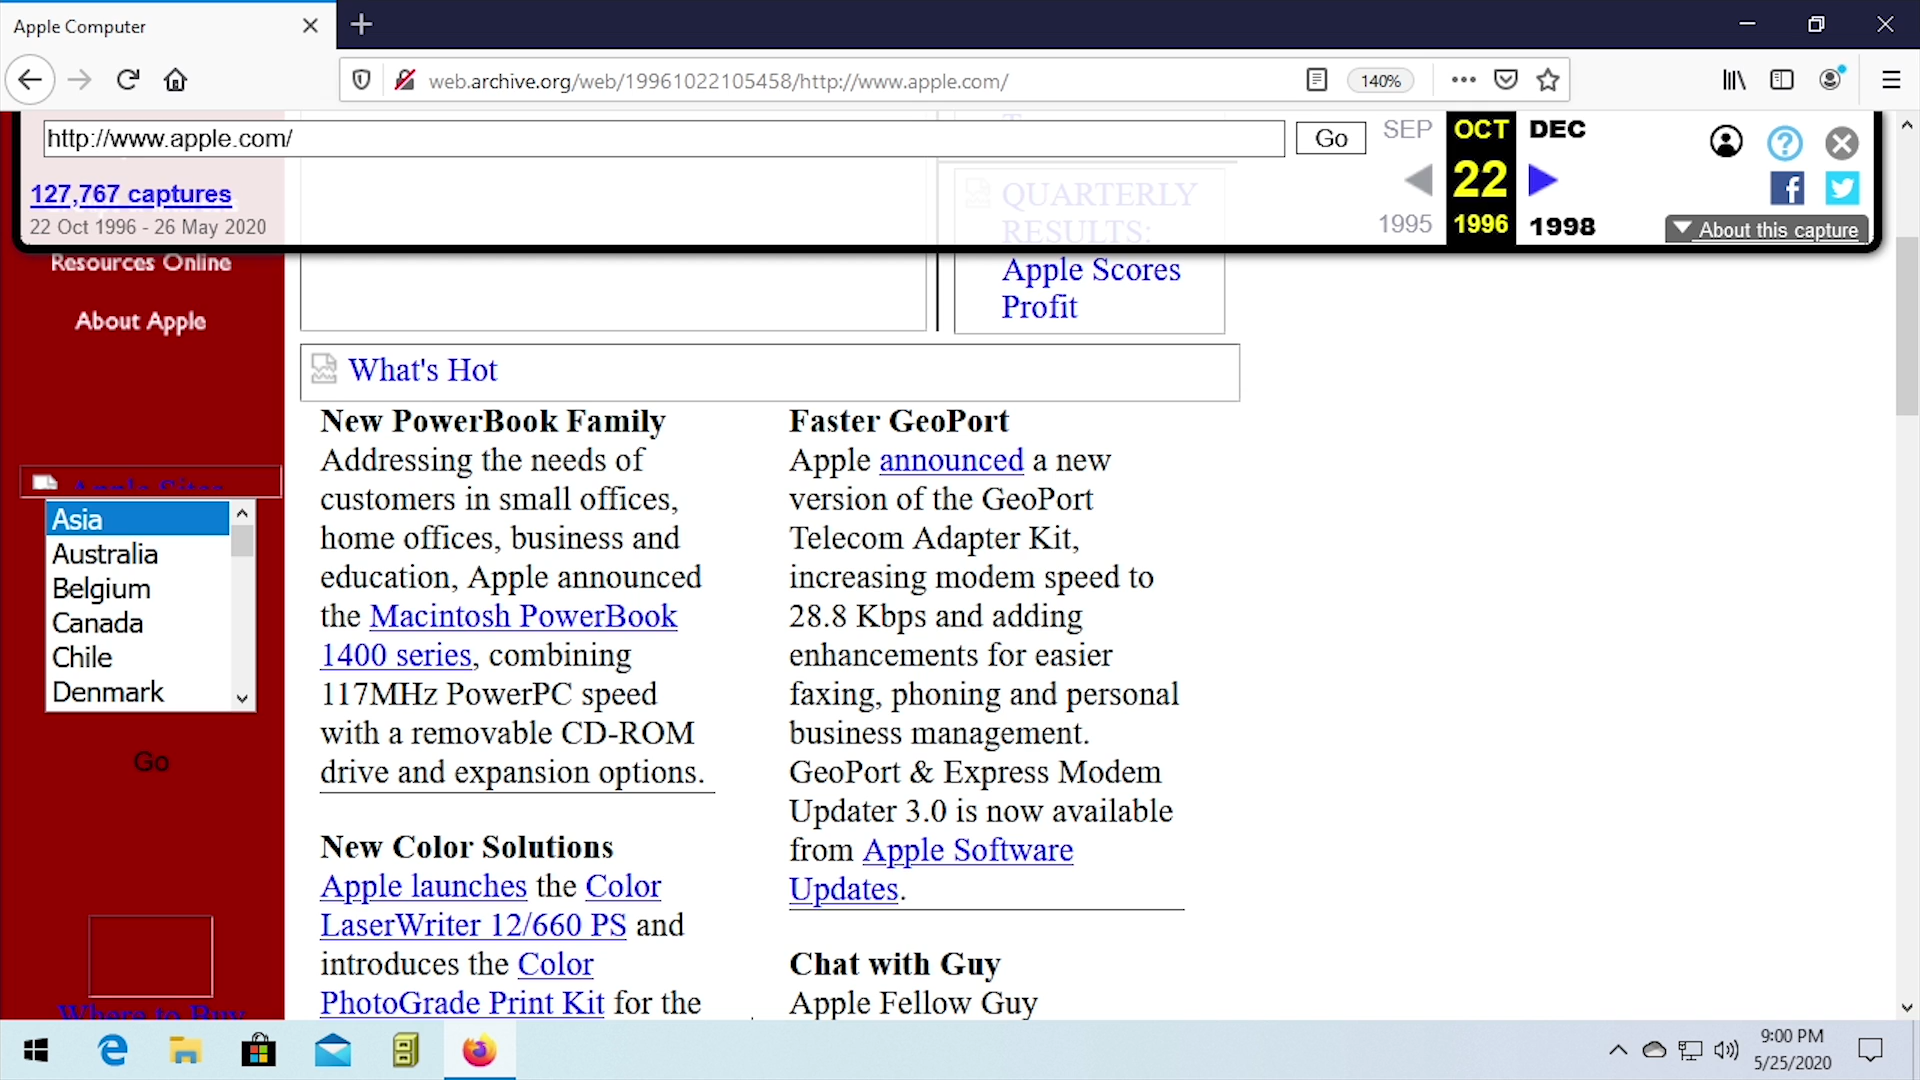 Apple Computer
web.archive.org/web/19961022105458/http://www.apple.com/
140%
http://www.apple.com/
Go
SEP
OCT
DEC
127,767 captures
22
22 Oct 1996 - 26 May 2020
1995
1996
1998
About this capture
QUARTERLY
RESULTS:
Apple Scores
Profit
Resources Online
About Apple
Apple Sites
Asia
Australia
Belgium
Canada
Chile
Denmark
Go
Where to Buy
What's Hot
New PowerBook Family
Addressing the needs of
customers in small offices,
home offices, business and
education, Apple announced
the Macintosh PowerBook
1400 series, combining
117MHz PowerPC speed
with a removable CD-ROM
drive and expansion options.
New Color Solutions
Apple launches the Color
LaserWriter 12/660 PS and
introduces the Color
PhotoGrade Print Kit for the
Faster GeoPort
Apple announced a new
version of the GeoPort
Telecom Adapter Kit,
increasing modem speed to
28.8 Kbps and adding
enhancements for easier
faxing, phoning and personal
business management.
GeoPort & Express Modem
Updater 3.0 is now available
from Apple Software
Updates.
Chat with Guy
Apple Fellow Guy
9:00 PM
5/25/2020